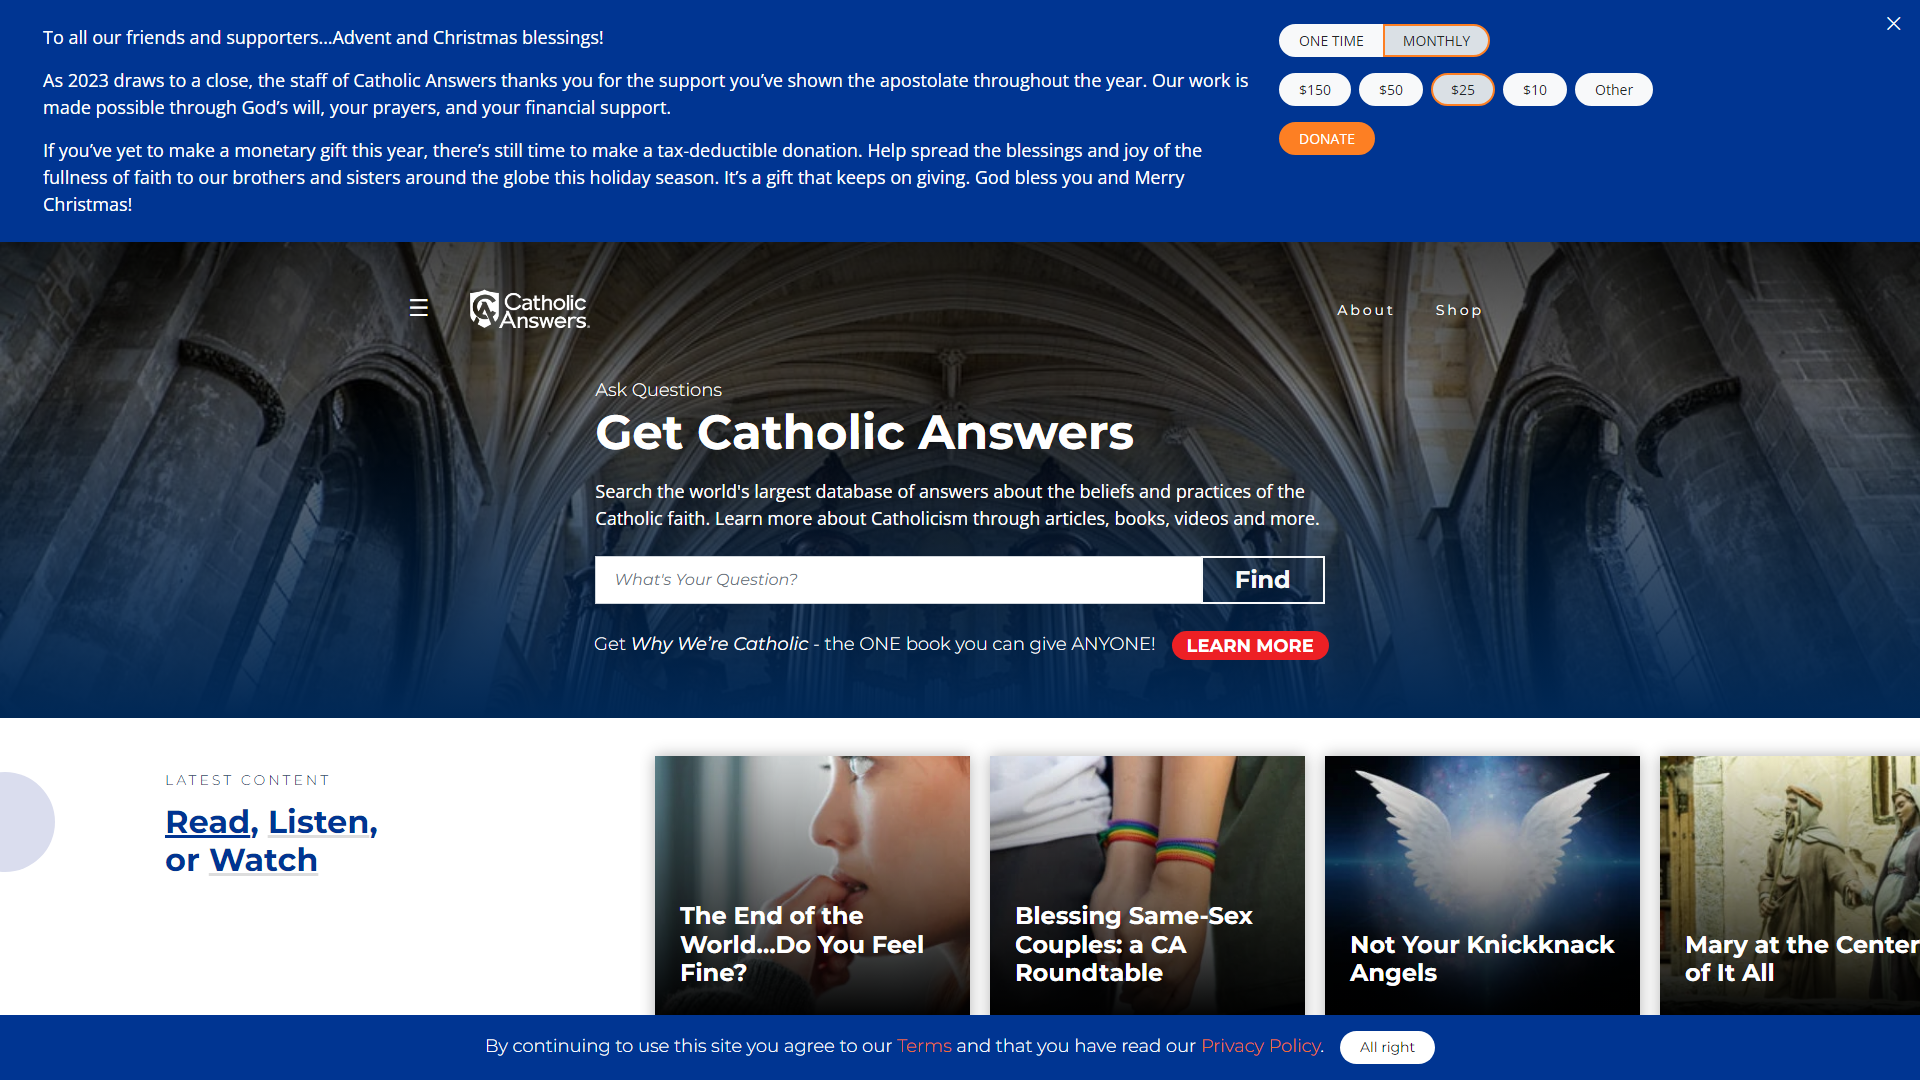 To all our friends and supporters...Advent and Christmas blessings!
As 2023 draws to a close, the staff of Catholic Answers thanks you for the support you’ve shown the apostolate throughout the year. Our work is
made possible through God’s will, your prayers, and your financial support.
If you’ve yet to make a monetary gift this year, there’s still time to make a tax-deductible donation. Help spread the blessings and joy of the
fullness of faith to our brothers and sisters around the globe this holiday season. It’s a gift that keeps on giving. God bless you and Merry
Christmas!
ONE TIME MONTHLY
$150 $50 $25 $10 Other
DONATE
Catholic
Answers
About Shop
Ask Questions
Get Catholic Answers
Search the world's largest database of answers about the beliefs and practices of the
Catholic faith. Learn more about Catholicism through articles, books, videos and more.
What's Your Question? Find
Get Why We’re Catholic - the ONE book you can give ANYONE! LEARN MORE
LATEST CONTENT
Read, Listen,
or Watch
The End of the
World...Do You Feel
Fine?
Blessing Same-Sex
Couples: a CA
Roundtable
Not Your Knickknack
Angels
Mary at the Center
of It All
By continuing to use this site you agree to our Terms and that you have read our Privacy Policy. All right